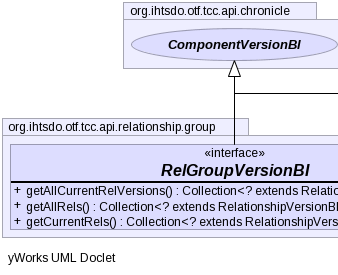 org.ihtsdo.otf.tcc.api.chronicle
ComponentVersionBI
org.ihtsdo.otf.tcc.api.relationship.group
«interface»
RelGroupVersionBI
+ getAllCurrentRelVersions() : Collection<? extends Relatio
+ getAllRels() : Collection<? extends RelationshipVersionBI
+ getCurrentRels() : Collection<? extends RelationshipVers
yWorks UML Doclet